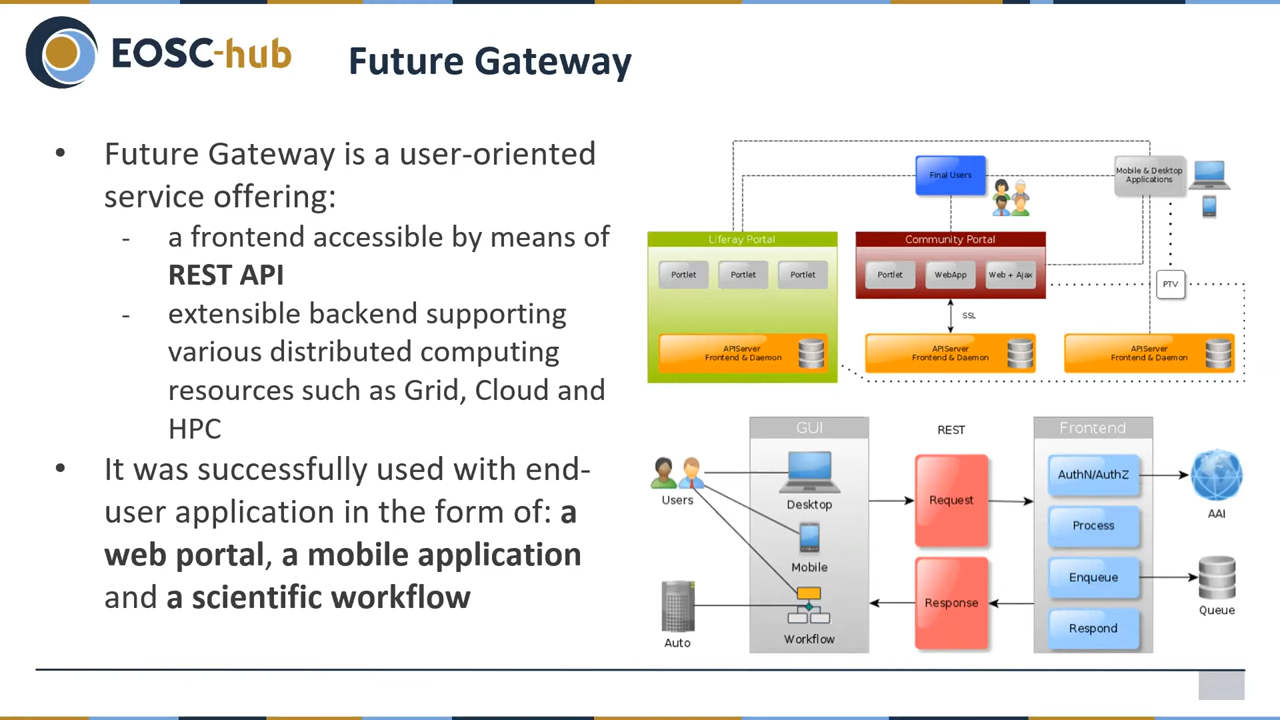 EOSC-hub
Future Gateway
• Future Gateway is a user-oriented
service offering:
- a frontend accessible by means of
REST API
- extensible backend supporting
various distributed computing
resources such as Grid, Cloud and
HPC
• It was successfully used with end-
user application in the form of: a
web portal, a mobile application
and a scientific workflow
Final Users
Mobile & Desktop
Applications
Liferay Portal
Portlet
Portlet
Portlet
APIServer
Frontend & Daemon
Community Portal
Portlet
WebApp
Web + Ajax
SSL
APIServer
Frontend & Daemon
PTV
APIServer
Frontend & Daemon
Users
Auto
GUI
Desktop
Mobile
Workflow
REST
Request
Response
Frontend
AuthN/AuthZ
Process
Enqueue
Respond
AAI
Queue